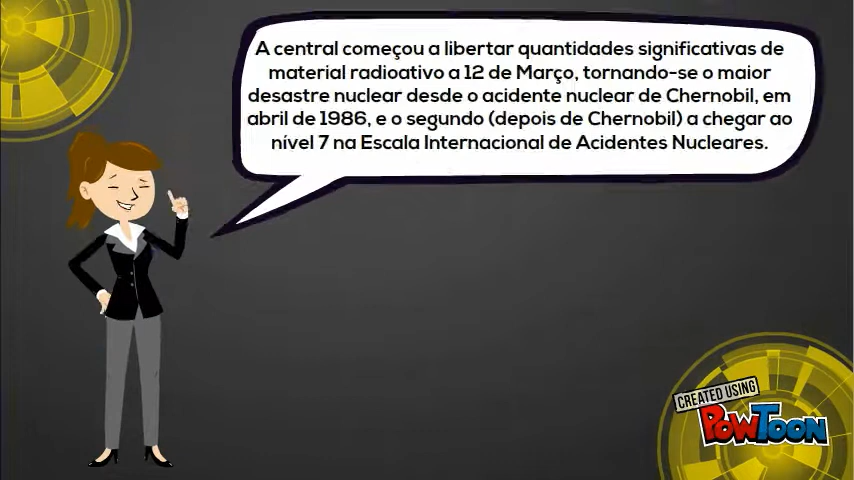 A central começou a libertar quantidades significativas de
material radioativo a 12 de Março, tornando-se o maior
desastre nuclear desde o acidente nuclear de Chernobil, em
abril de 1986, e o segundo (depois de Chernobil) a chegar ao
nível 7 na Escala Internacional de Acidentes Nucleares.
CREATED USING
POWTOON